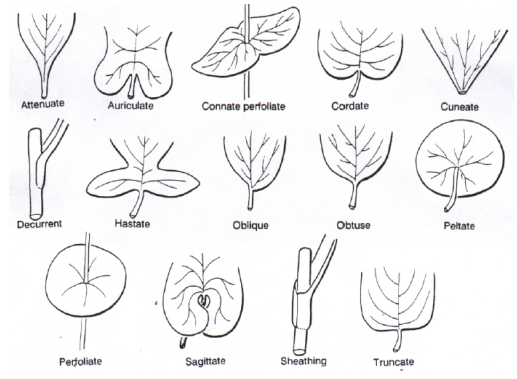 Attenuate
Auriculate
Connate perfoliate
Cordate
Cuneate
Decurrent
Hastate
Oblique
Obtuse
Peltate
Perfoliate
Sagittate
Sheathing
Truncate